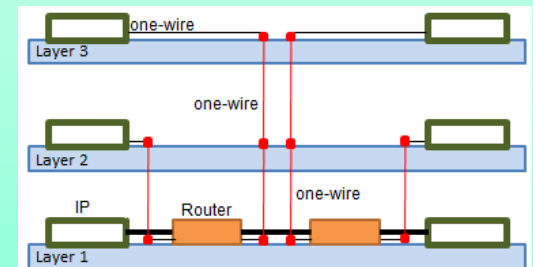 one-wire
Layer 3
one-wire
Layer 2
IP
Router
one-wire
Layer 1